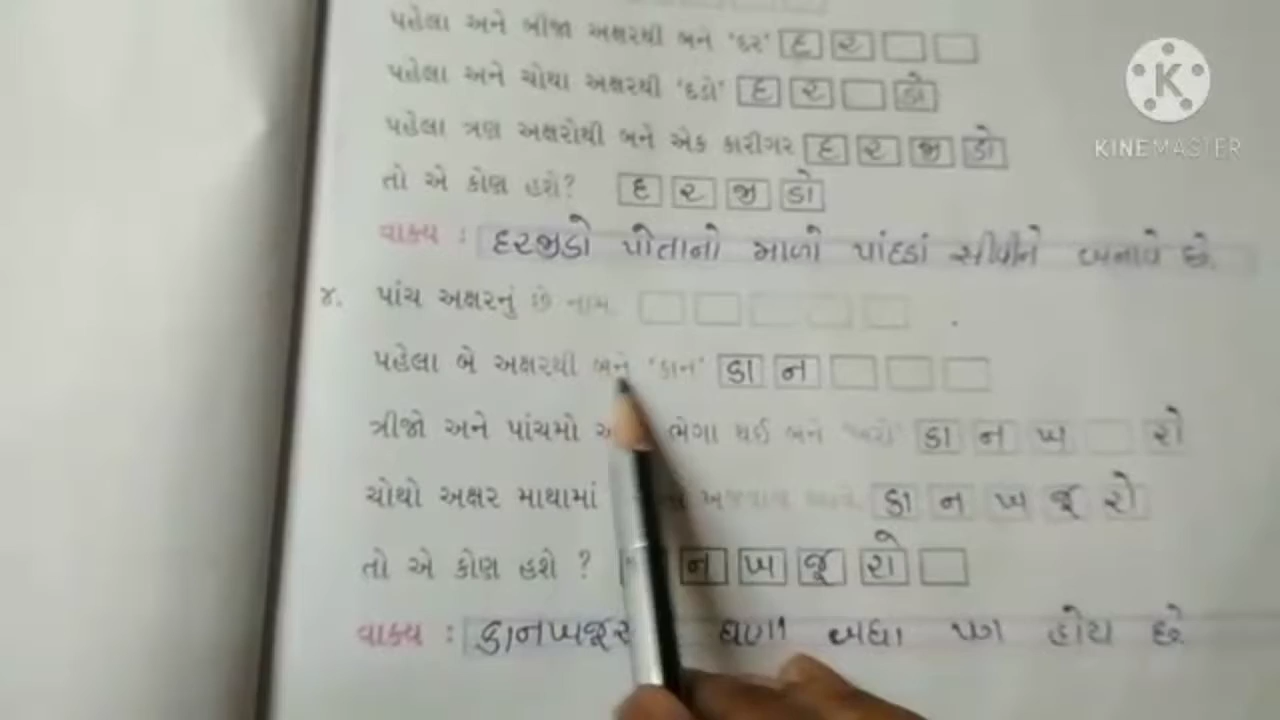 પહેલા અને બીજા અક્ષરથી બને 'દર' દ ર
પહેલા અને ચોથા અક્ષરથી 'દડો' દ ર ડો
પહેલા ત્રણ અક્ષરોથી બને એક કારીગર દ ર જી ડો
તો એ કોણ હશે? દ ર જી ડો
વાક્ય : દરજીડો પોતાનો માળો પાંદડાં સીવીને બનાવે છે.
૪. પાંચ અક્ષરનું છે નામ
પહેલા બે અક્ષરથી બને 'કાન' કા ન
ત્રીજો અને પાંચમો ભેગા થઈ બને 'ખરો' કા ન ખ રો
ચોથો અક્ષર માથામાં કા ન ખ જૂ રો
તો એ કોણ હશે ? ન ખ જૂ રો
વાક્ય : કાનખજૂર ઘણા બધા પગ હોય છે
KINEMASTER